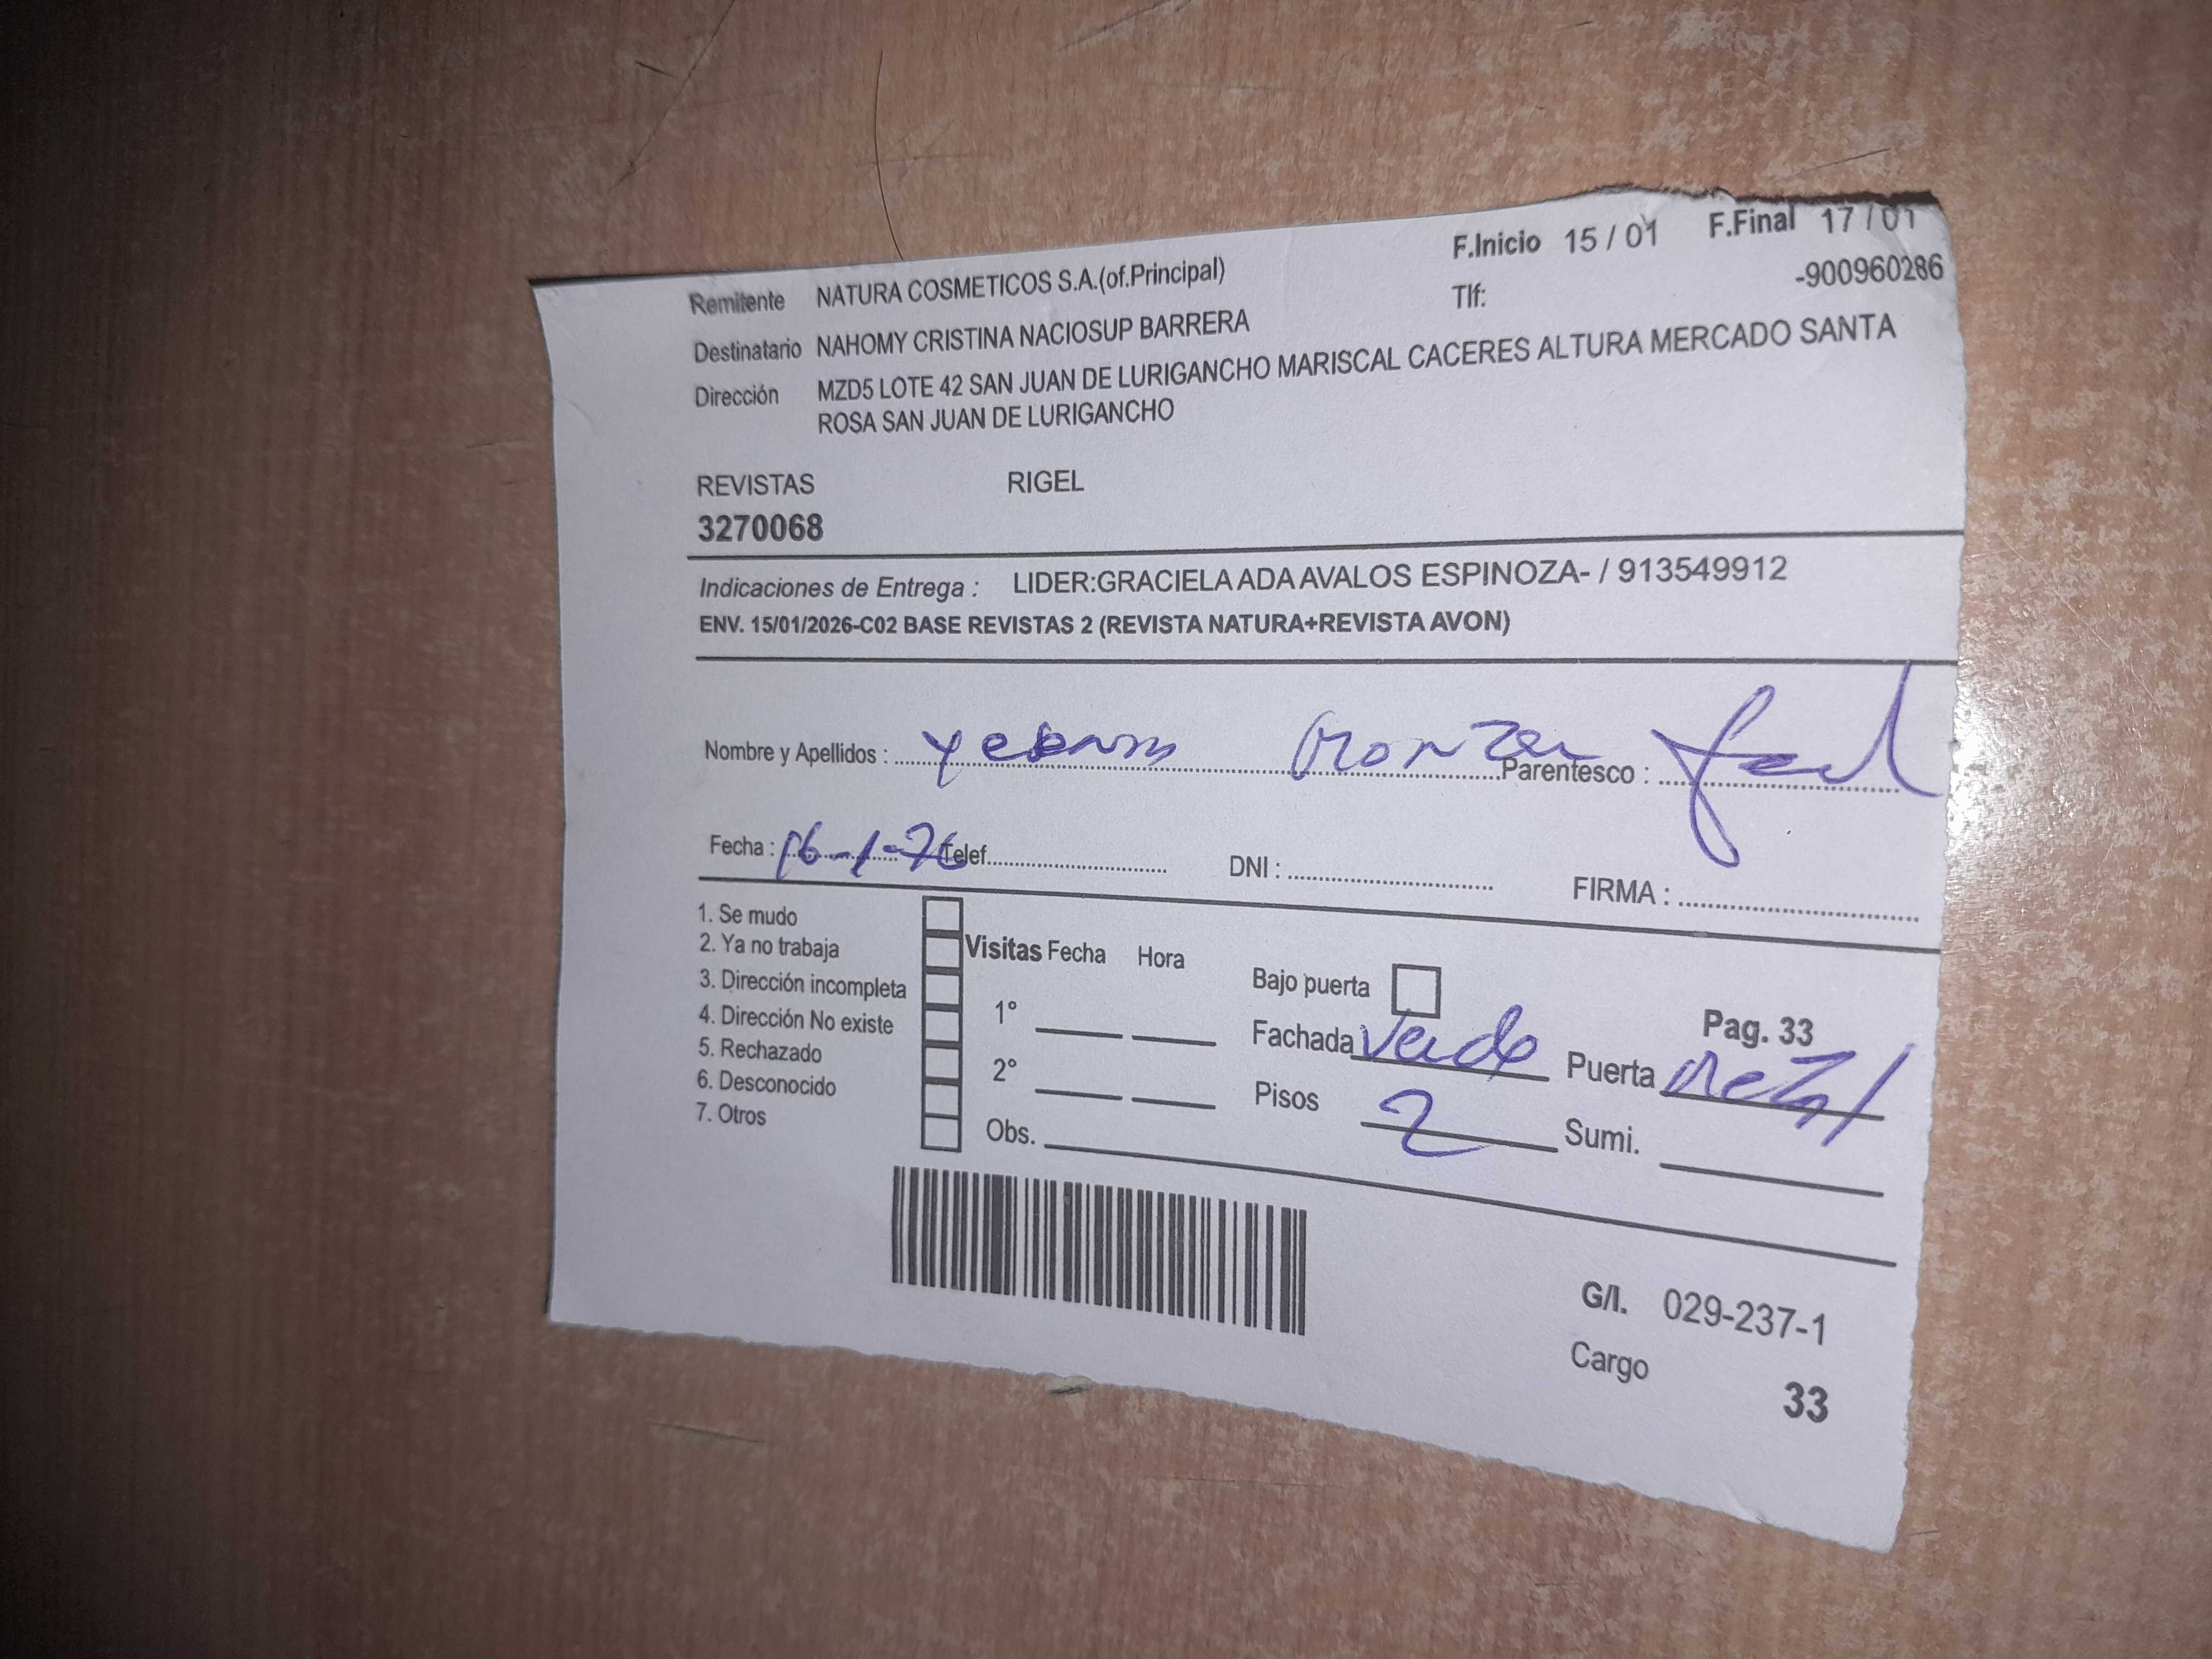 F.Inicio 15 / 01 F.Final 17 / 01
Remitente NATURA COSMETICOS S.A.(of.Principal)
Tlf: -900960286
Destinatario NAHOMY CRISTINA NACIOSUP BARRERA
Dirección MZD5 LOTE 42 SAN JUAN DE LURIGANCHO MARISCAL CACERES ALTURA MERCADO SANTA
ROSA SAN JUAN DE LURIGANCHO
REVISTAS RIGEL
3270068
Indicaciones de Entrega : LIDER:GRACIELA ADA AVALOS ESPINOZA- / 913549912
ENV. 15/01/2026-C02 BASE REVISTAS 2 (REVISTA NATURA+REVISTA AVON)
Nombre y Apellidos : Parentesco :
Fecha : 16-1-26 Telef. DNI : FIRMA :
1. Se mudo
2. Ya no trabaja
3. Dirección incompleta
4. Dirección No existe
5. Rechazado
6. Desconocido
7. Otros
Visitas Fecha Hora
1°
2°
Obs.
Bajo puerta
Pag. 33
Fachada Verde Puerta Metal
Pisos 2 Sumi.
G/I. 029-237-1
Cargo
33